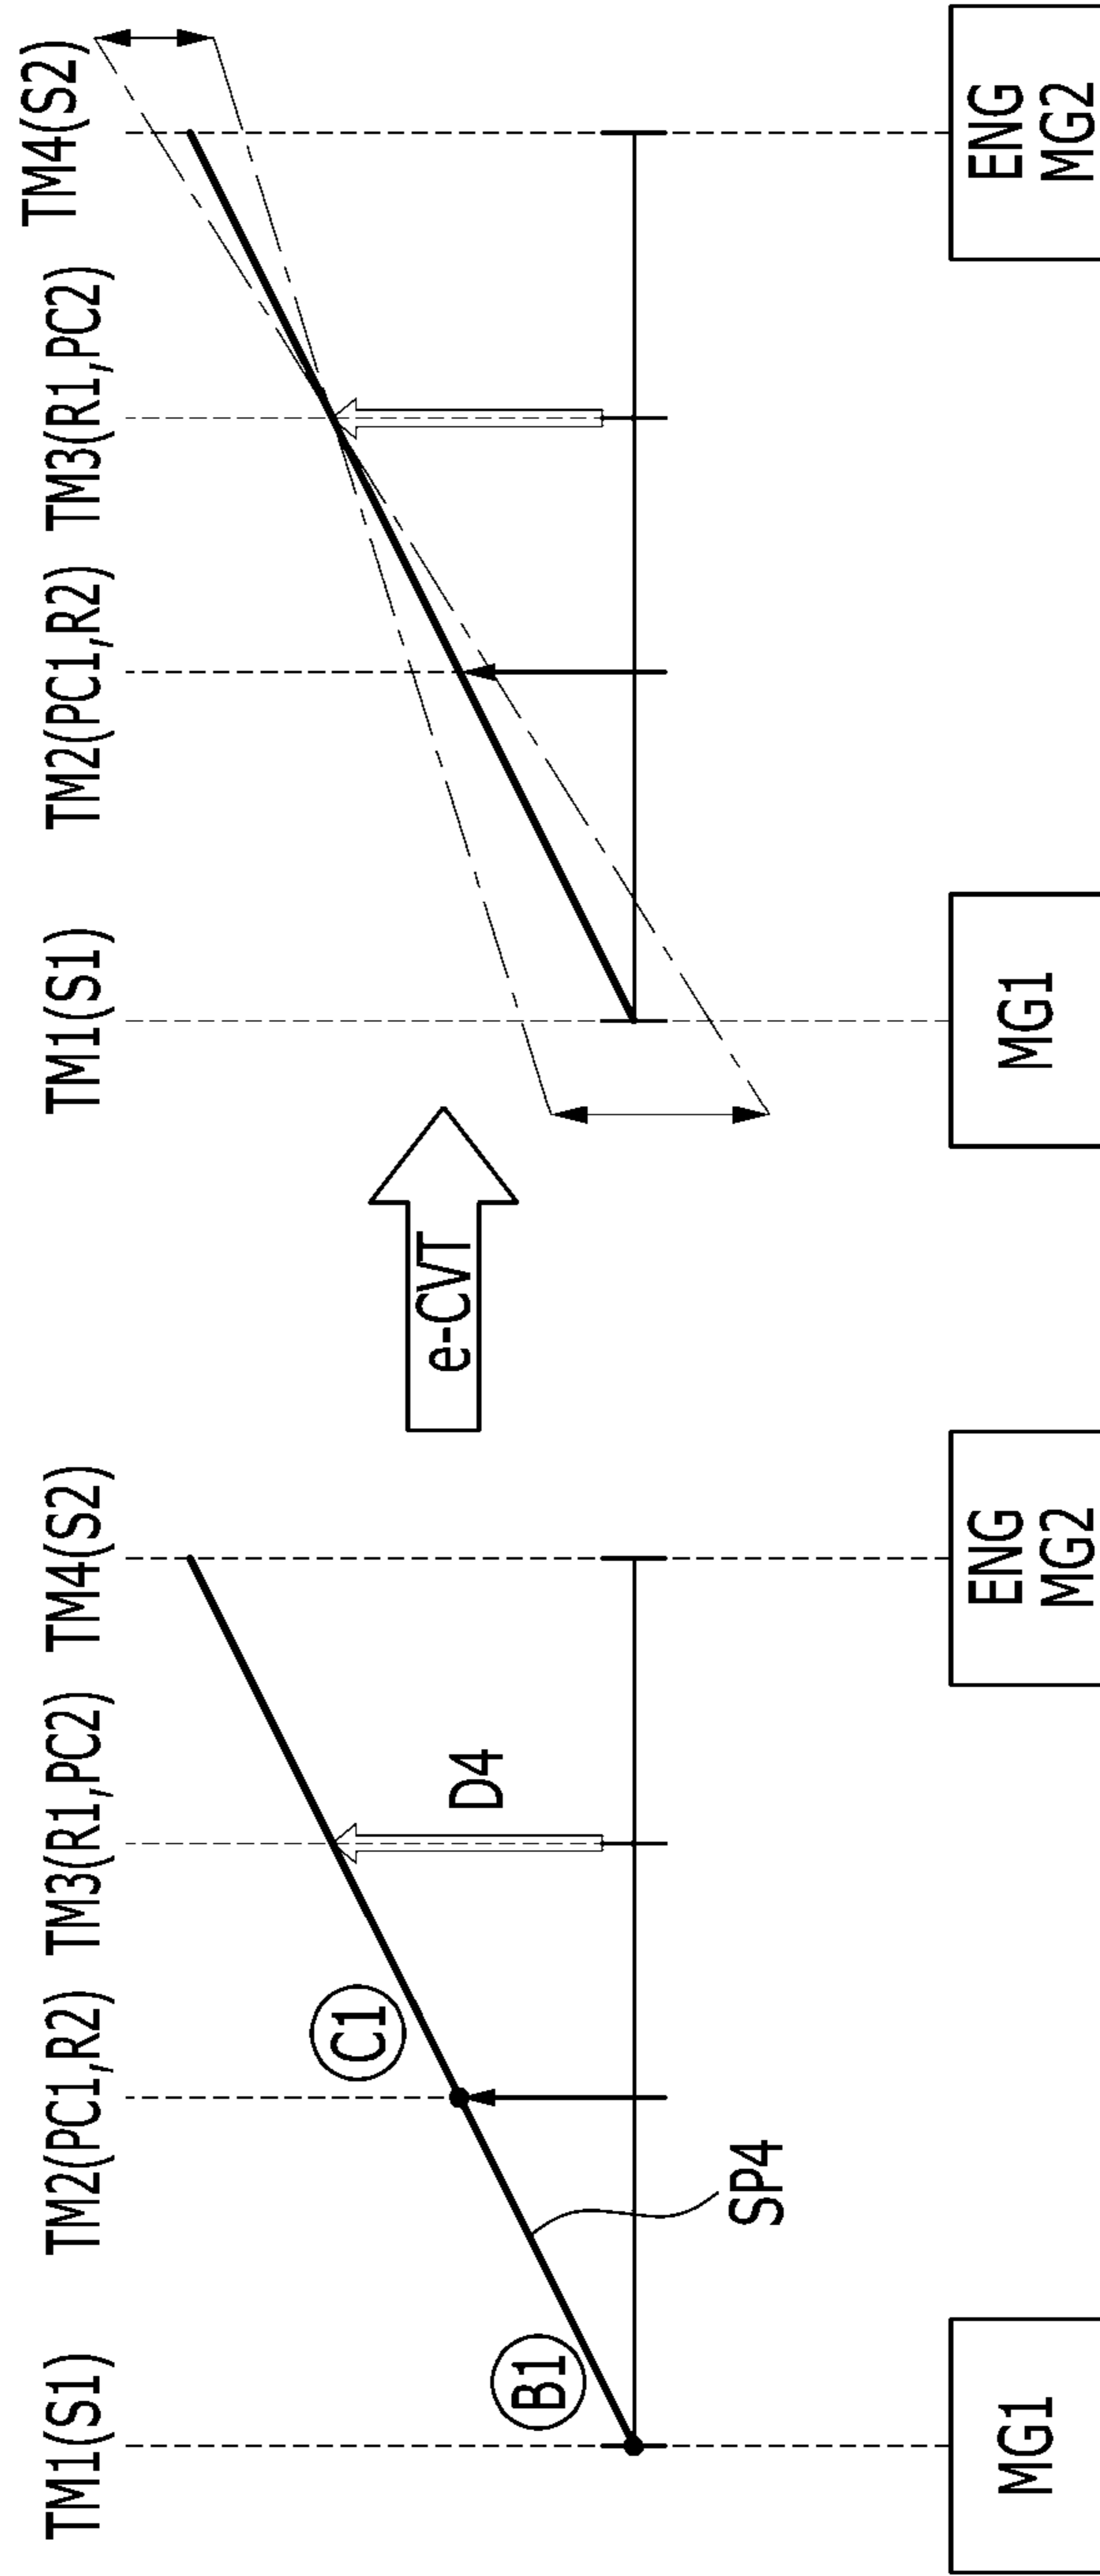 TM1(S1)
TM2(PC1,R2)
TM3(R1,PC2)
TM4(S2)
B1
C1
D4
SP4
MG1
ENG
MG2
e-CVT
TM1(S1)
TM2(PC1,R2)
TM3(R1,PC2)
TM4(S2)
MG1
ENG
MG2